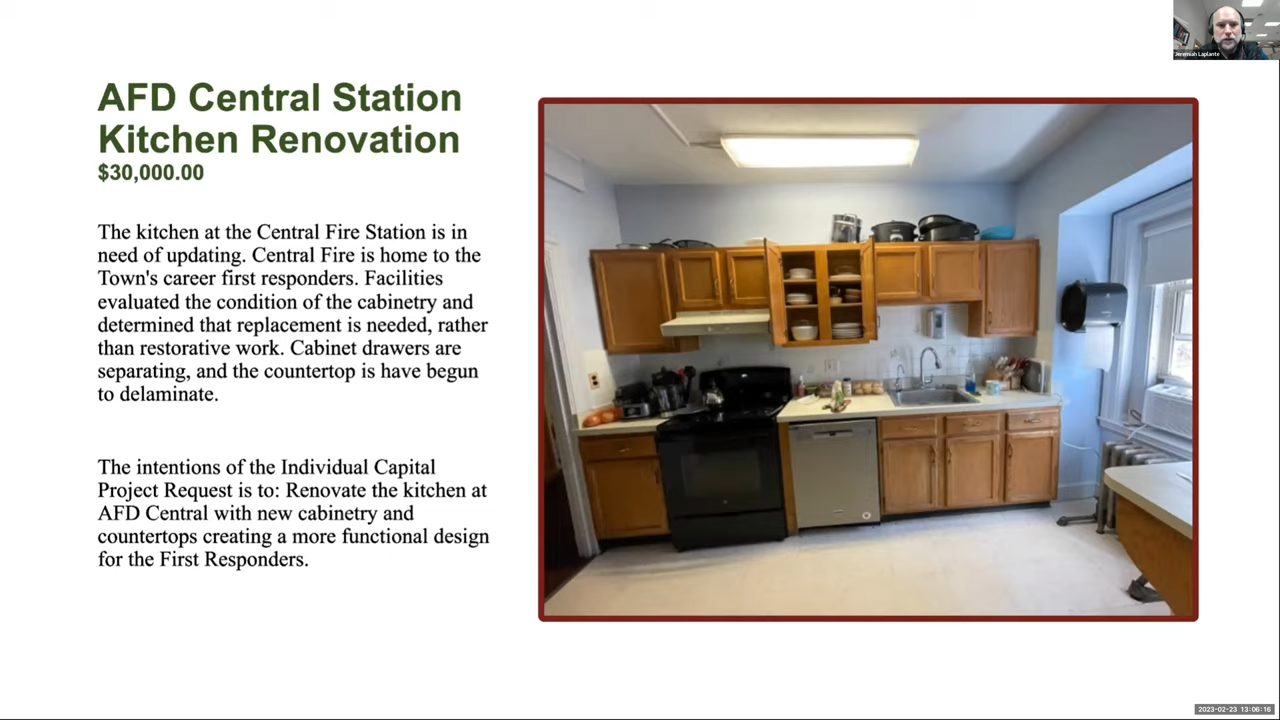 Jeremiah Laplante
AFD Central Station
Kitchen Renovation
$30,000.00
The kitchen at the Central Fire Station is in
need of updating. Central Fire is home to the
Town's career first responders. Facilities
evaluated the condition of the cabinetry and
determined that replacement is needed, rather
than restorative work. Cabinet drawers are
separating, and the countertop is have begun
to delaminate.
The intentions of the Individual Capital
Project Request is to: Renovate the kitchen at
AFD Central with new cabinetry and
countertops creating a more functional design
for the First Responders.
2023-02-23 13:06:16